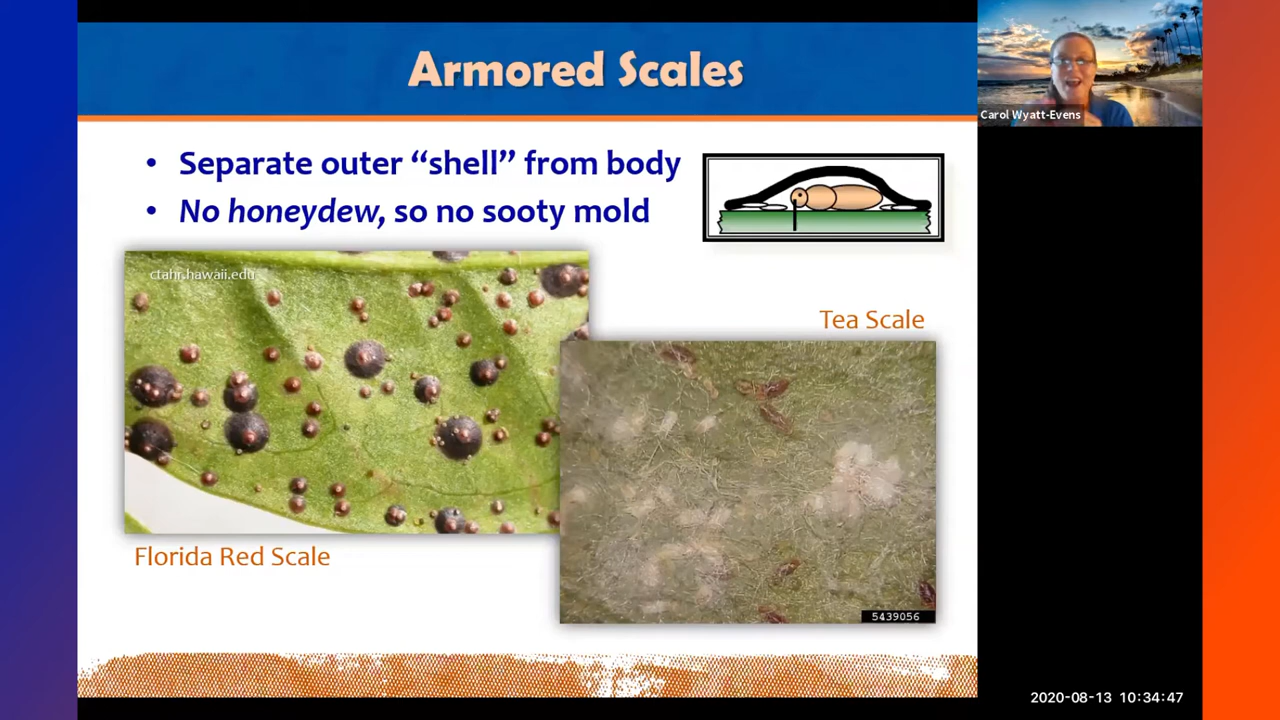 Armored Scales
Carol Wyatt-Evens
• Separate outer “shell” from body
• No honeydew, so no sooty mold
ctahr.hawaii.edu
Tea Scale
Florida Red Scale
5439056
2020-08-13 10:34:47